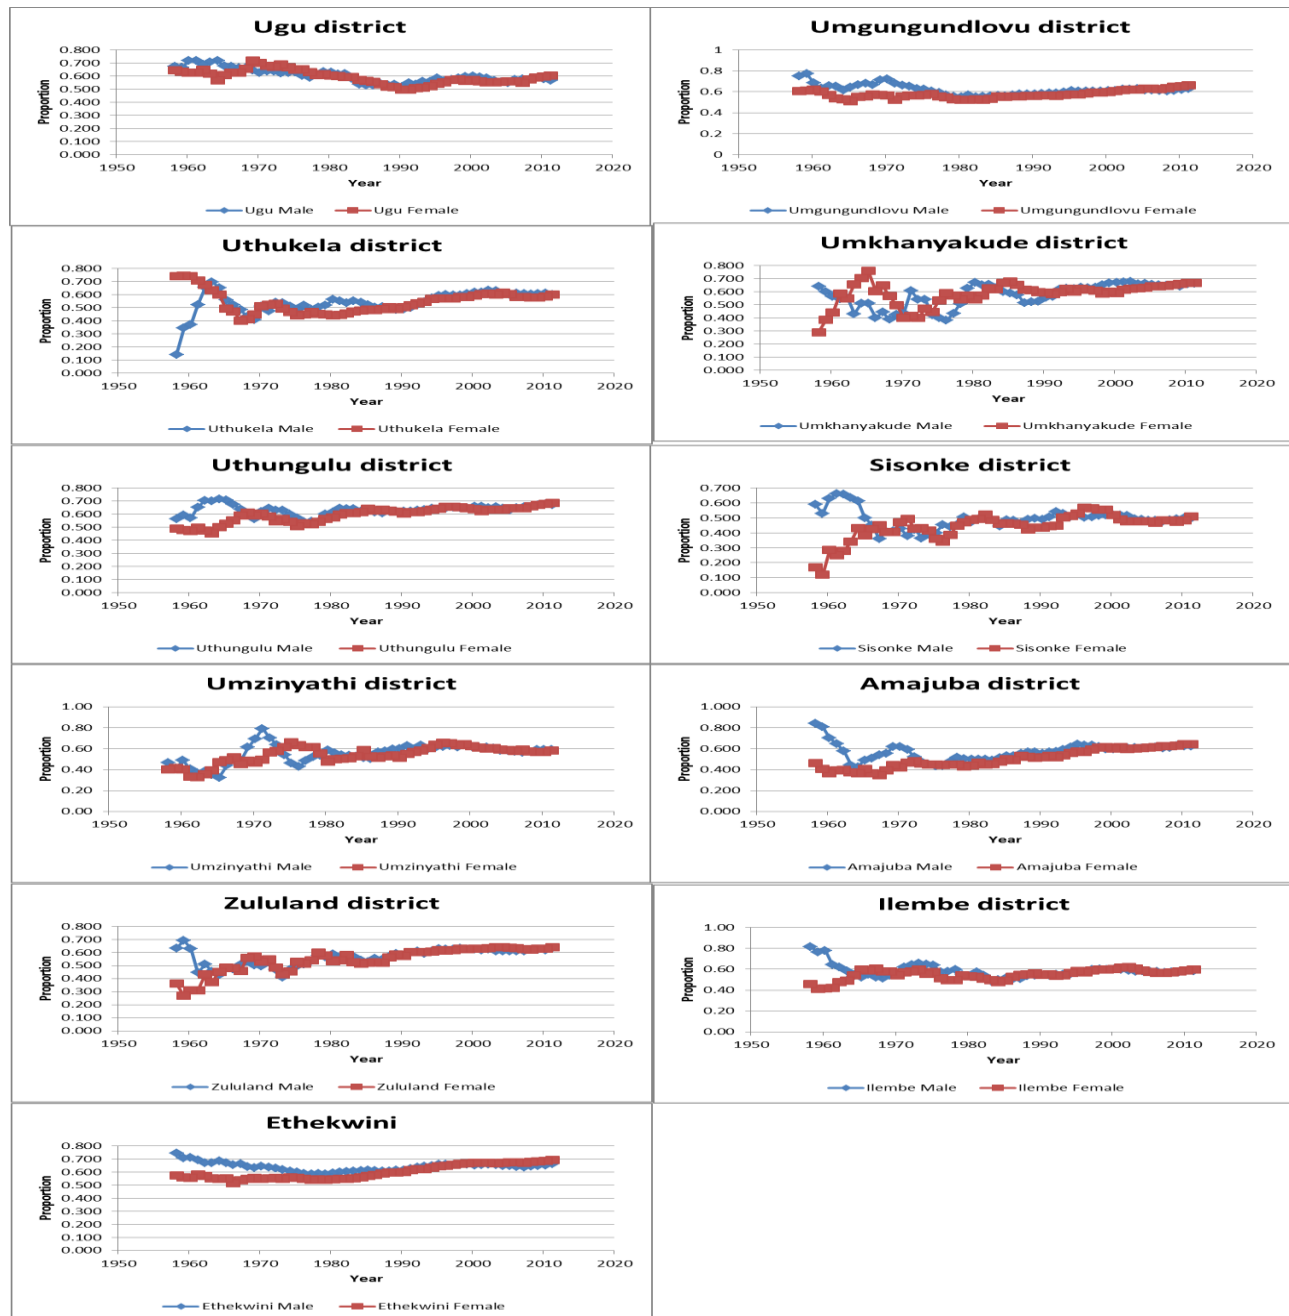 Ugu district
0.800
0.700
0.600
0.500
0.400
0.300
0.200
0.100
0.000
Proportion
1950 1960 1970 1980 1990 2000 2010 2020
Year
Ugu Male Ugu Female
Umgungundlovu district
1
0.8
0.6
0.4
0.2
0
Proportion
1950 1960 1970 1980 1990 2000 2010 2020
Year
Umgungundlovu Male Umgungundlovu Female
Uthukela district
0.800
0.700
0.600
0.500
0.400
0.300
0.200
0.100
0.000
Proportion
1950 1960 1970 1980 1990 2000 2010 2020
Year
Uthukela Male Uthukela Female
Umkhanyakude district
0.800
0.700
0.600
0.500
0.400
0.300
0.200
0.100
0.000
Proportion
1950 1960 1970 1980 1990 2000 2010 2020
Year
Umkhanyakude Male Umkhanyakude Female
Uthungulu district
0.800
0.700
0.600
0.500
0.400
0.300
0.200
0.100
0.000
Proportion
1950 1960 1970 1980 1990 2000 2010 2020
Year
Uthungulu Male Uthungulu Female
Sisonke district
0.700
0.600
0.500
0.400
0.300
0.200
0.100
0.000
Proportion
1950 1960 1970 1980 1990 2000 2010 2020
Year
Sisonke Male Sisonke Female
Umzinyathi district
1.00
0.80
0.60
0.40
0.20
0.00
Proportion
1950 1960 1970 1980 1990 2000 2010 2020
Year
Umzinyathi Male Umzinyathi Female
Amajuba district
1.000
0.800
0.600
0.400
0.200
0.000
Proportion
1950 1960 1970 1980 1990 2000 2010 2020
Year
Amajuba Male Amajuba Female
Zululand district
0.800
0.700
0.600
0.500
0.400
0.300
0.200
0.100
0.000
Proportion
1950 1960 1970 1980 1990 2000 2010 2020
Year
Zululand Male Zululand Female
Ilembe district
1.00
0.80
0.60
0.40
0.20
0.00
Proportion
1950 1960 1970 1980 1990 2000 2010 2020
Year
Ilembe Male Ilembe Female
Ethekwini
0.800
0.700
0.600
0.500
0.400
0.300
0.200
0.100
0.000
Proportion
1950 1960 1970 1980 1990 2000 2010 2020
Year
Ethekwini Male Ethekwini Female